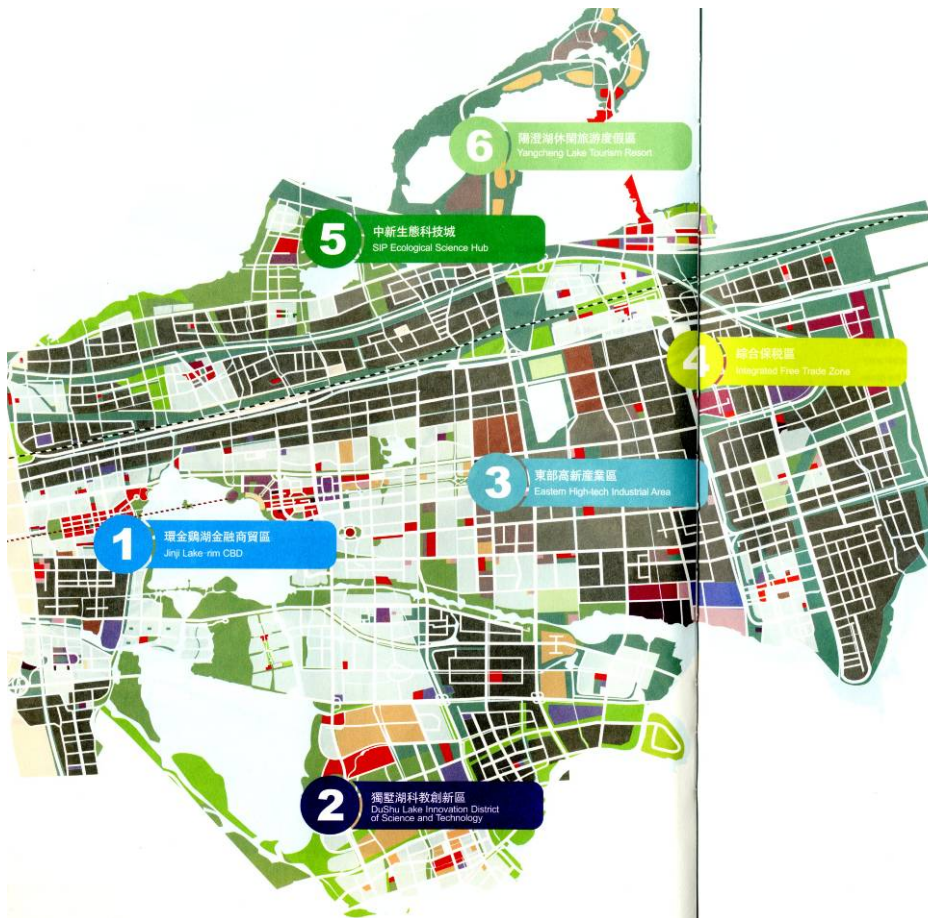 6
陽澄湖休閑旅游度假區
Yangcheng Lake Tourism Resort
5
中新生態科技城
SIP Ecological Science Hub
4
綜合保稅區
Integrated Free Trade Zone
3
東部高新産業區
Eastern High-tech Industrial Area
1
環金鷄湖金融商貿區
Jinji Lake-rim CBD
2
獨墅湖科教創新區
DuShu Lake Innovation District
of Science and Technology